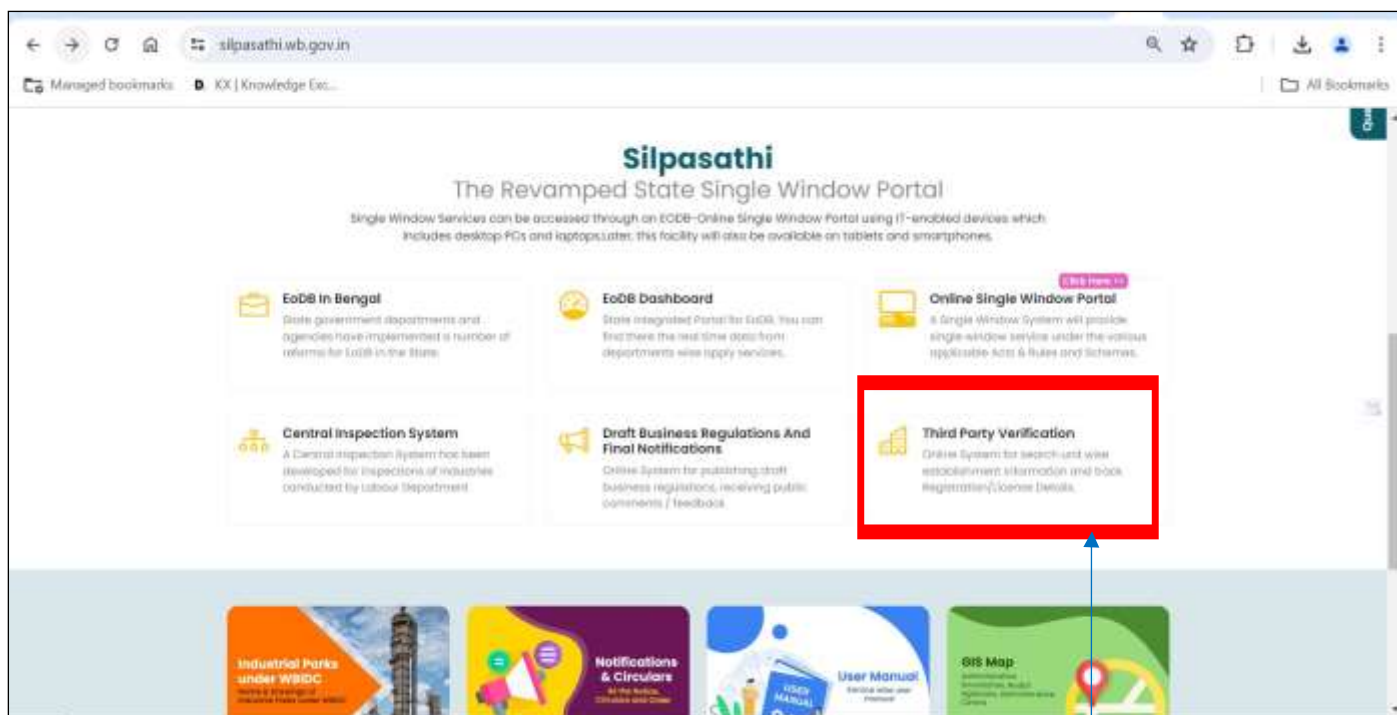 silpasathi.wb.gov.in
Managed bookmarks
KX | Knowledge Exc...
All Bookmarks
Silpasathi
The Revamped State Single Window Portal
Single Window Services can be accessed through an EODB-Online Single Window Portal using IT-enabled devices which
includes desktop PCs and laptops.Later, this facility will also be available on tablets and smartphones.
EoDB In Bengal
State government departments and
agencies have implemented a number of
reforms for EoDB in the State.
EoDB Dashboard
State Integrated Portal for EoDB. You can
find there the real time data from
departments wise apply services.
Click Here >>
Online Single Window Portal
A Single Window System will provide
single window service under the various
applicable Acts & Rules and Schemes.
Central Inspection System
A Central Inspection System has been
developed for inspections of industries
conducted by Labour Department
Draft Business Regulations And
Final Notifications
Online System for publishing draft
business regulations, receiving public
comments / feedback
Third Party Verification
Online System for search unit wise
establishment information and track
Registration/License Details.
Industrial Parks
under WBIDC
Notifications
& Circulars
User Manual
Service wise user
manual
USER
MANUAL
GIS Map